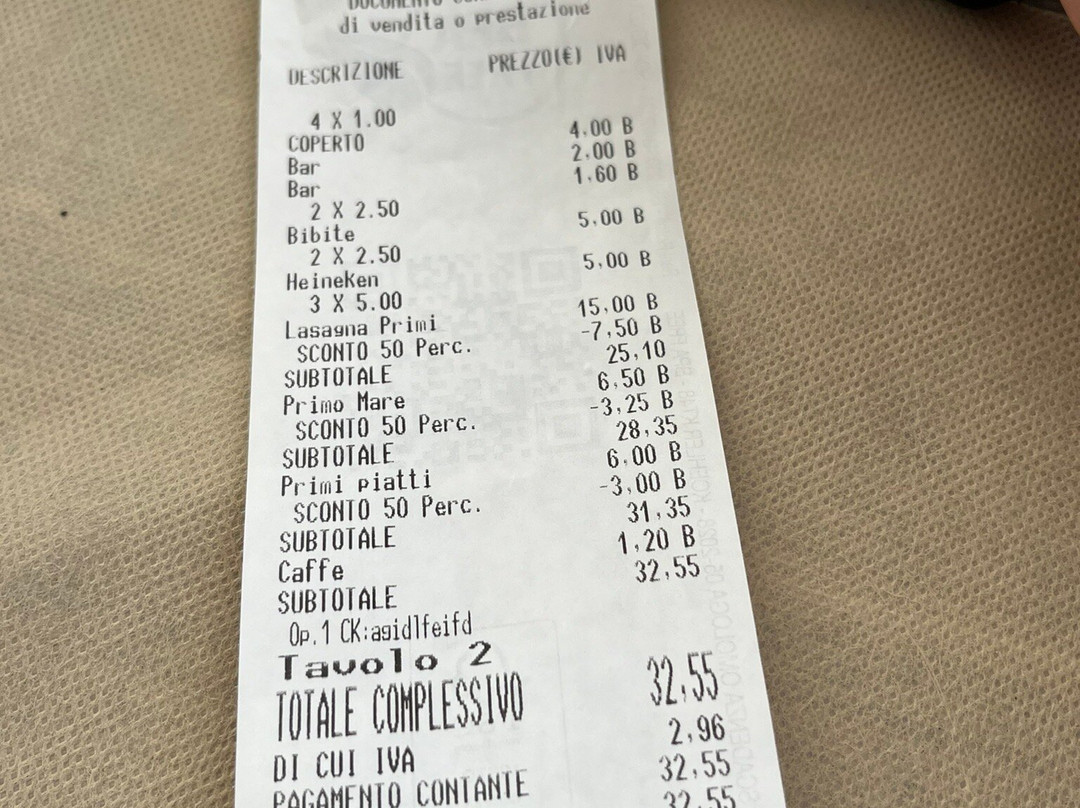 DOCUMENTO
di vendita o prestazione
DESCRIZIONE PREZZO(€) IVA
4 X 1.00
COPERTO 4.00 B
Bar 2.00 B
Bar 1.60 B
2 X 2.50
Bibite 5.00 B
2 X 2.50
Heineken 5.00 B
3 X 5.00
Lasagna Primi 15,00 B
SCONTO 50 Perc. -7,50 B
SUBTOTALE 25,10
Primo Mare 6,50 B
SCONTO 50 Perc. -3,25 B
SUBTOTALE 28,35
Primi piatti 6,00 B
SCONTO 50 Perc. -3,00 B
SUBTOTALE 31,35
Caffe 1,20 B
SUBTOTALE 32,55
Op.1 CK:agidlfeifd
Tavolo 2
TOTALE COMPLESSIVO 32,55
DI CUI IVA 2,96
PAGAMENTO CONTANTE 32,55
32,55